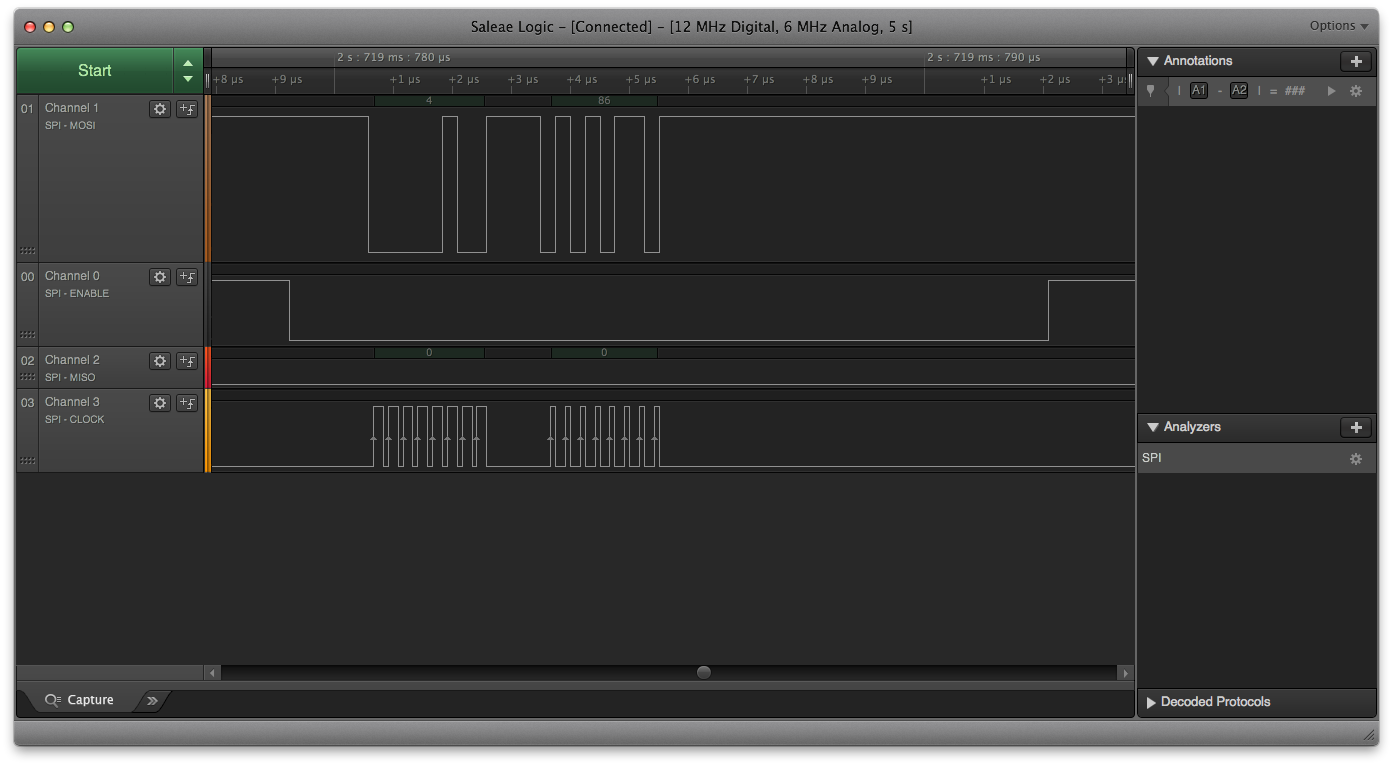 Saleae Logic – [Connected] – [12 MHz Digital, 6 MHz Analog, 5 s]
Options
Start
2 s : 719 ms : 780 µs
2 s : 719 ms : 790 µs
+8 µs +9 µs +1 µs +2 µs +3 µs +4 µs +5 µs +6 µs +7 µs +8 µs +9 µs +1 µs +2 µs +3 µs
Annotations
A1 - A2 | = ###
01 Channel 1
SPI - MOSI
4 86
00 Channel 0
SPI - ENABLE
02 Channel 2
SPI - MISO
0 0
03 Channel 3
SPI - CLOCK
Analyzers
SPI
Decoded Protocols
Capture